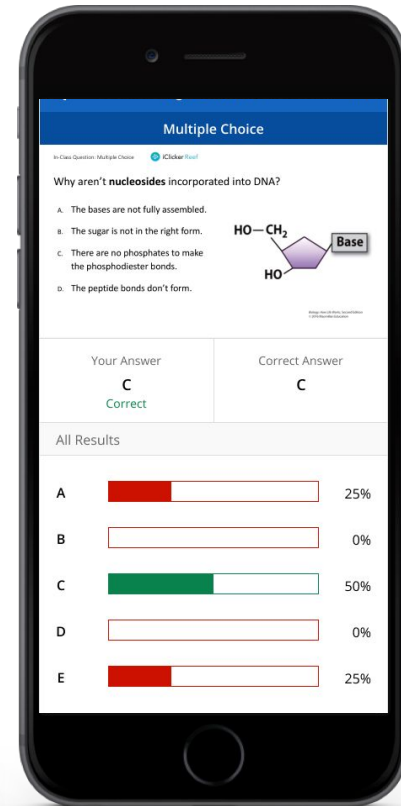 Multiple Choice
In-Class Question: Multiple Choice iClicker Reef
Why aren't nucleosides incorporated into DNA?
A. The bases are not fully assembled.
B. The sugar is not in the right form.
C. There are no phosphates to make
the phosphodiester bonds.
D. The peptide bonds don't form.
HO—CH2
Base
HO
Your Answer
C
Correct
Correct Answer
C
All Results
A 25%
B 0%
C 50%
D 0%
E 25%